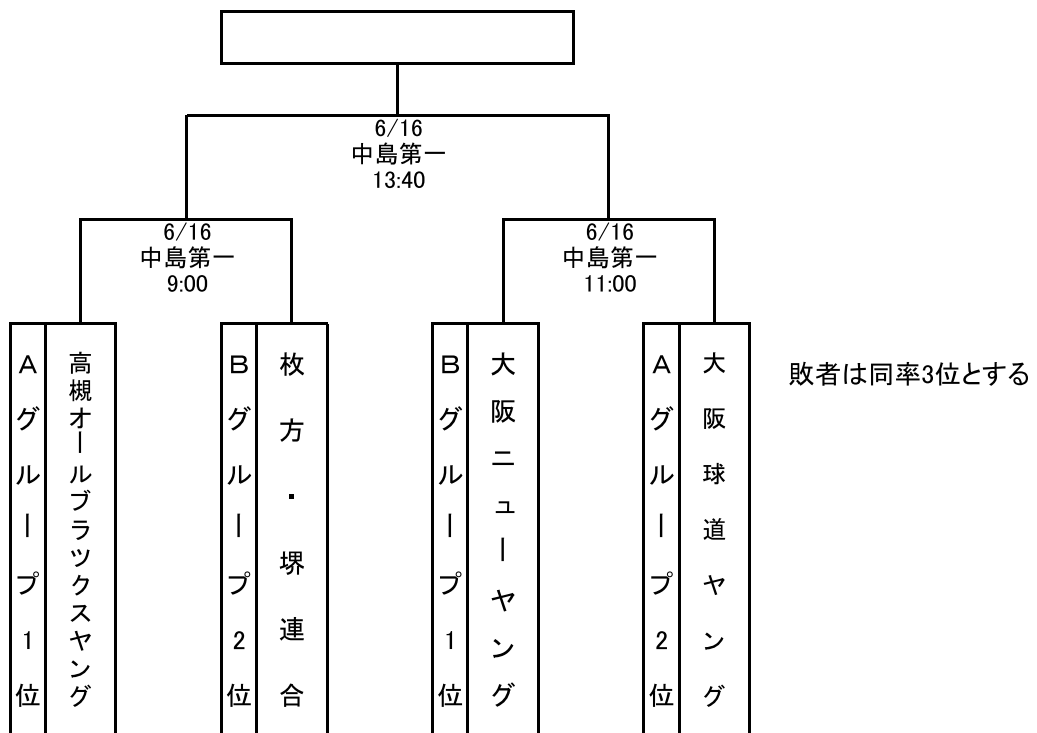 6/16
中島第一
13:40
6/16
中島第一
9:00
6/16
中島第一
11:00
Aグループ1位
高槻オールブラツクスヤング
Bグループ2位
枚方・堺連合
Bグループ1位
大阪ニューヤング
Aグループ2位
大阪球道ヤング
敗者は同率3位とする